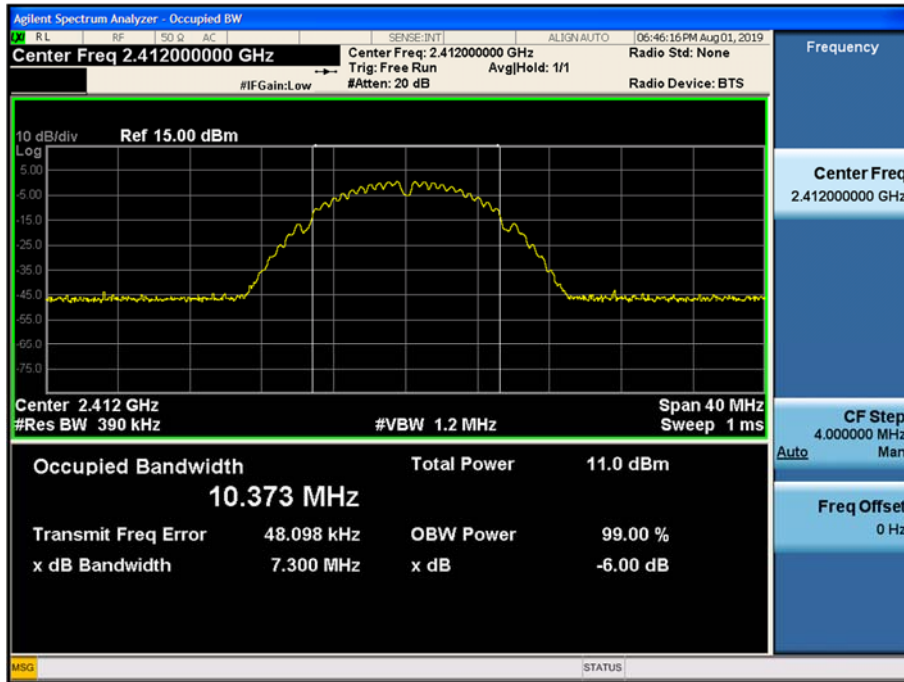 Agilent Spectrum Analyzer - Occupied BW
LXI RL RF 50 Ω AC SENSE:INT ALIGN AUTO 06:46:16 PM Aug 01, 2019
Center Freq 2.412000000 GHz
Center Freq: 2.412000000 GHz
Radio Std: None
Trig: Free Run Avg|Hold: 1/1
#IFGain:Low
#Atten: 20 dB
Radio Device: BTS
10 dB/div Ref 15.00 dBm
Log
5.00
-5.00
-15.0
-25.0
-35.0
-45.0
-55.0
-65.0
-75.0
Center 2.412 GHz Span 40 MHz
#Res BW 390 kHz #VBW 1.2 MHz Sweep 1 ms
Occupied Bandwidth Total Power 11.0 dBm
10.373 MHz
Transmit Freq Error 48.098 kHz OBW Power 99.00 %
x dB Bandwidth 7.300 MHz x dB -6.00 dB
Frequency
Center Freq
2.412000000 GHz
CF Step
4.000000 MHz
Auto Man
Freq Offset
0 Hz
MSG STATUS